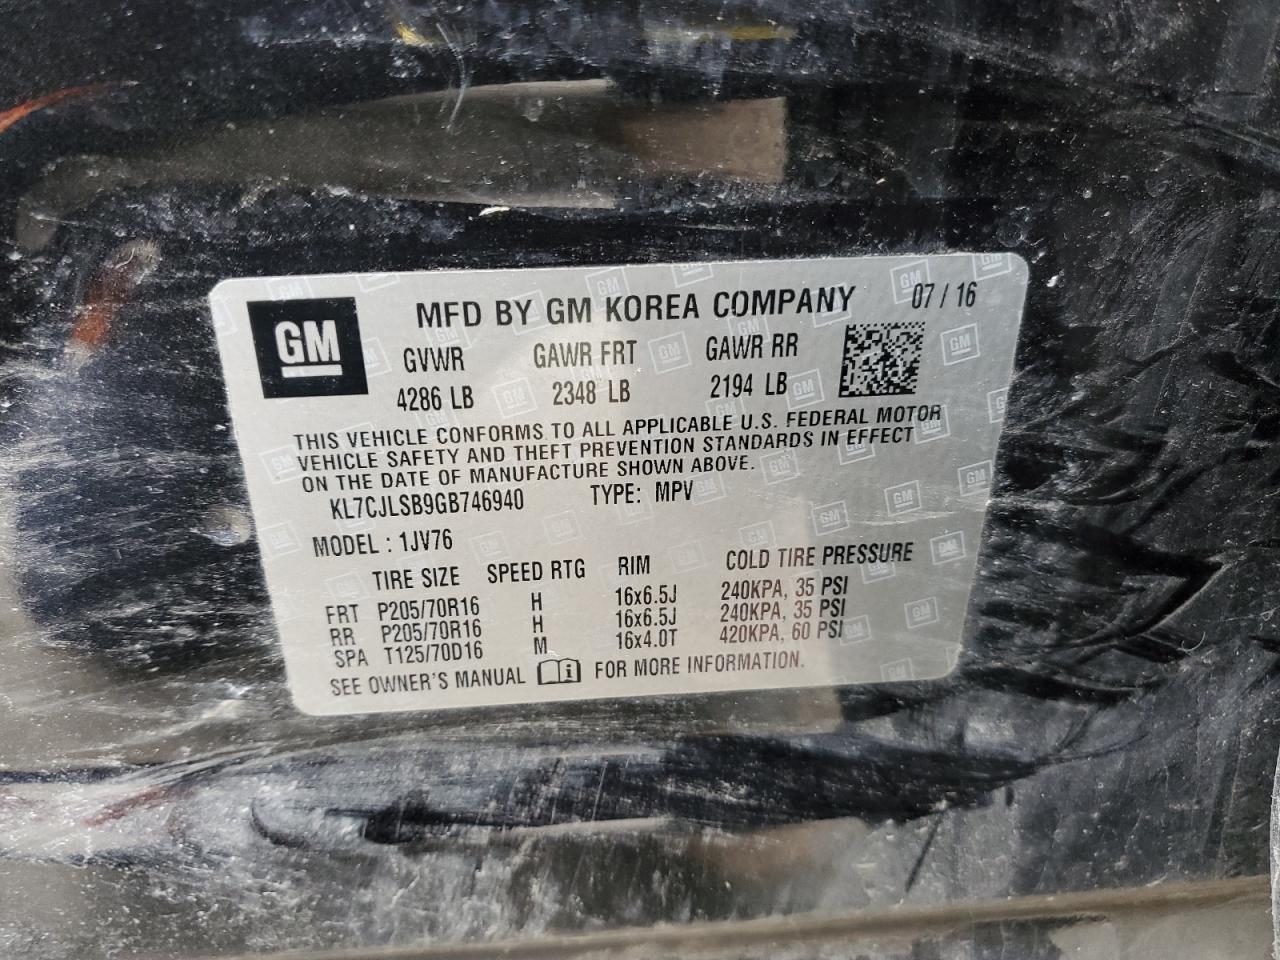 GM
MFD BY GM KOREA COMPANY 07 / 16
GVWR GAWR FRT GAWR RR
4286 LB 2348 LB 2194 LB
THIS VEHICLE CONFORMS TO ALL APPLICABLE U.S. FEDERAL MOTOR
VEHICLE SAFETY AND THEFT PREVENTION STANDARDS IN EFFECT
ON THE DATE OF MANUFACTURE SHOWN ABOVE.
KL7CJLSB9GB746940 TYPE: MPV
MODEL : 1JV76
TIRE SIZE SPEED RTG RIM COLD TIRE PRESSURE
FRT P205/70R16 H 16x6.5J 240KPA, 35 PSI
RR P205/70R16 H 16x6.5J 240KPA, 35 PSI
SPA T125/70D16 M 16x4.0T 420KPA, 60 PSI
SEE OWNER'S MANUAL i FOR MORE INFORMATION.